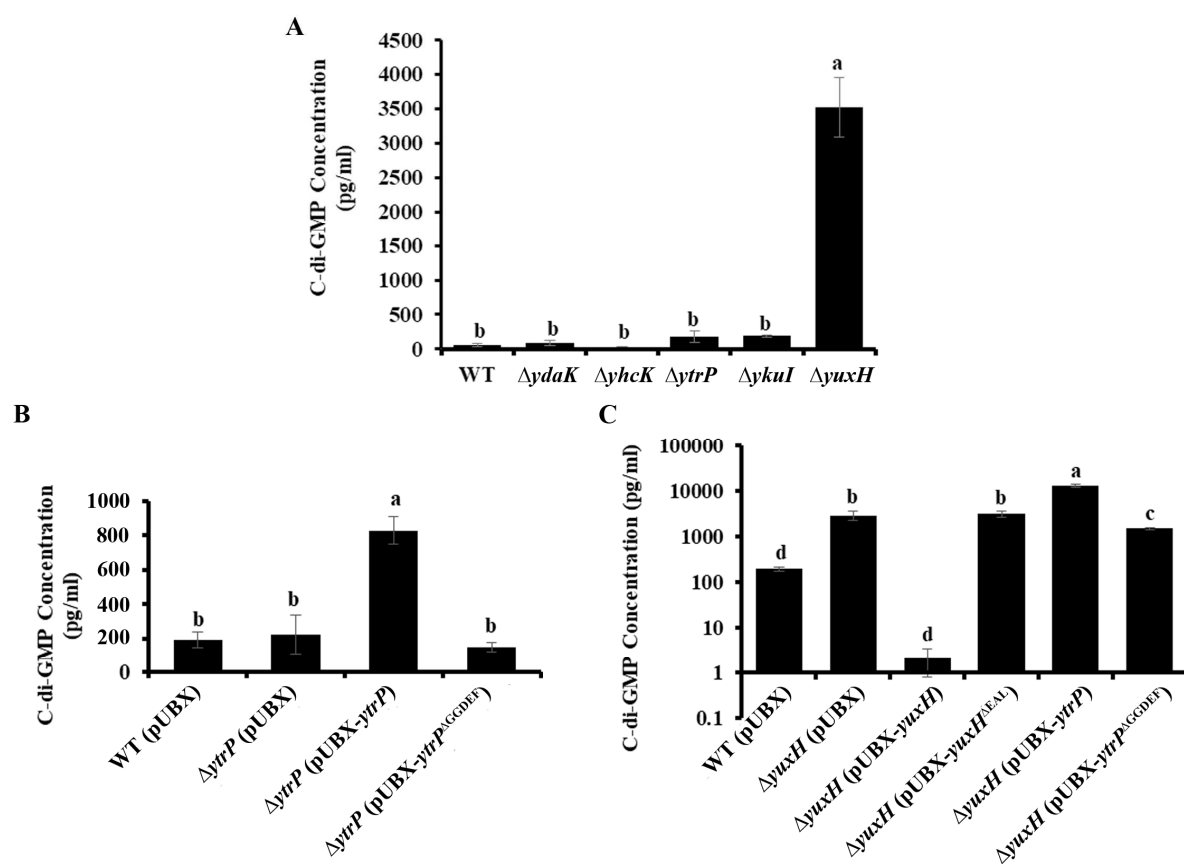 A
C-di-GMP Concentration
(pg/ml)
4500
4000
3500
3000
2500
2000
1500
1000
500
0
b
b
b
b
b
a
WT
ΔydaK
ΔyhcK
ΔytrP
ΔykuI
ΔyuxH
B
C-di-GMP Concentration
(pg/ml)
1000
800
600
400
200
0
b
b
a
b
WT (pUBX)
ΔytrP (pUBX)
ΔytrP (pUBX-ytrP)
ΔytrP (pUBX-ytrPΔGGDEF)
C
C-di-GMP Concentration (pg/ml)
100000
10000
1000
100
10
1
0.1
d
b
d
b
a
c
WT (pUBX)
ΔyuxH (pUBX)
ΔyuxH (pUBX-yuxH)
ΔyuxH (pUBX-yuxHΔEAL)
ΔyuxH (pUBX-ytrP)
ΔyuxH (pUBX-ytrPΔGGDEF)